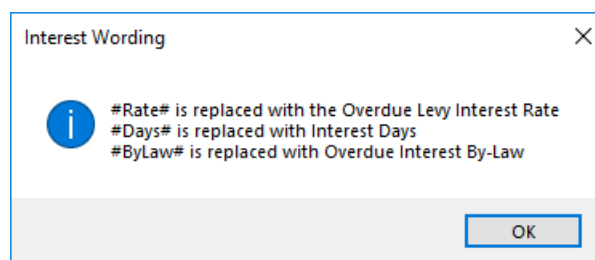 Interest Wording
#Rate# is replaced with the Overdue Levy Interest Rate
#Days# is replaced with Interest Days
#ByLaw# is replaced with Overdue Interest By-Law
OK